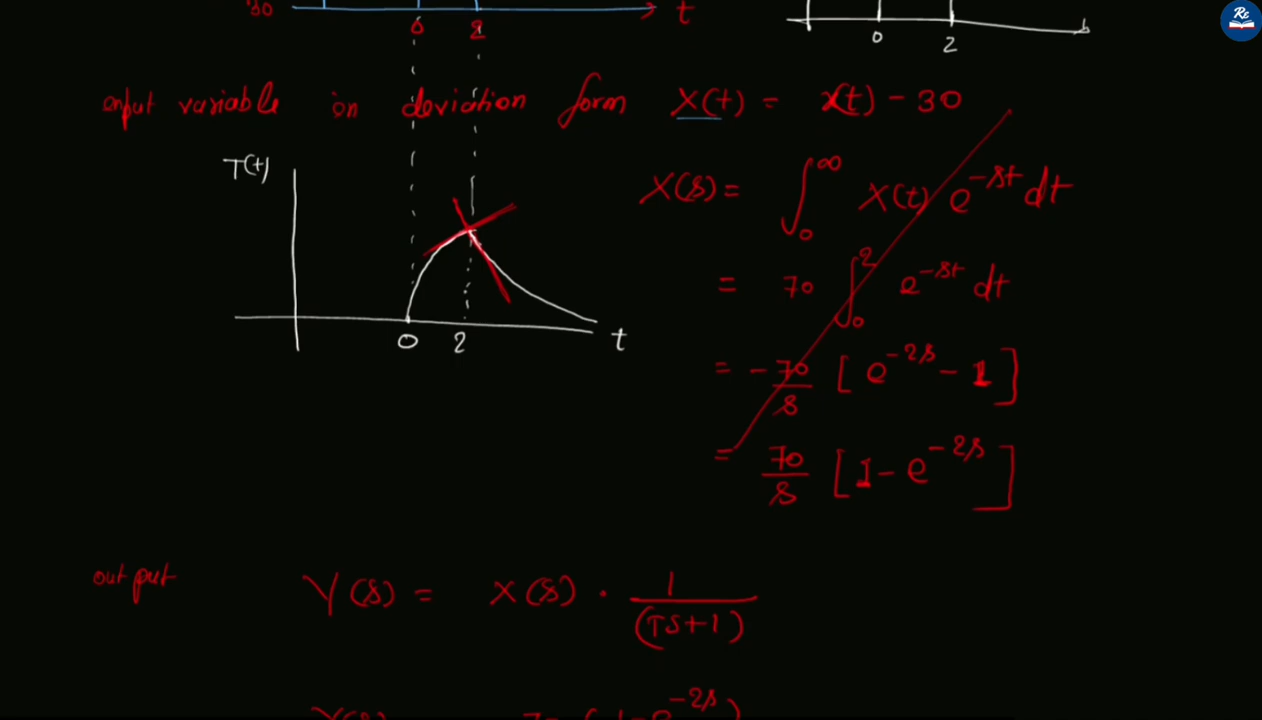 30 t
0 2
0 2
Rc
input variable in deviation form X(t) = x(t) - 30
T(t)
0 2 t
X(s) = ∫₀^∞ X(t) e^{-st} dt
= 70 ∫₀² e^{-st} dt
= - 70/s [e^{-2s} - 1]
= 70/s [1 - e^{-2s}]
output Y(s) = X(s) · 1/(τs+1)